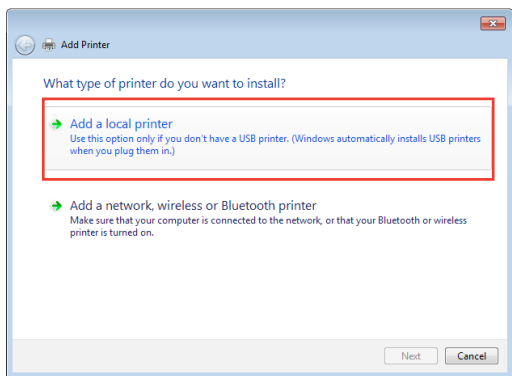 Add Printer
What type of printer do you want to install?
Add a local printer
Use this option only if you don't have a USB printer. (Windows automatically installs USB printers
when you plug them in.)
Add a network, wireless or Bluetooth printer
Make sure that your computer is connected to the network, or that your Bluetooth or wireless
printer is turned on.
Next Cancel